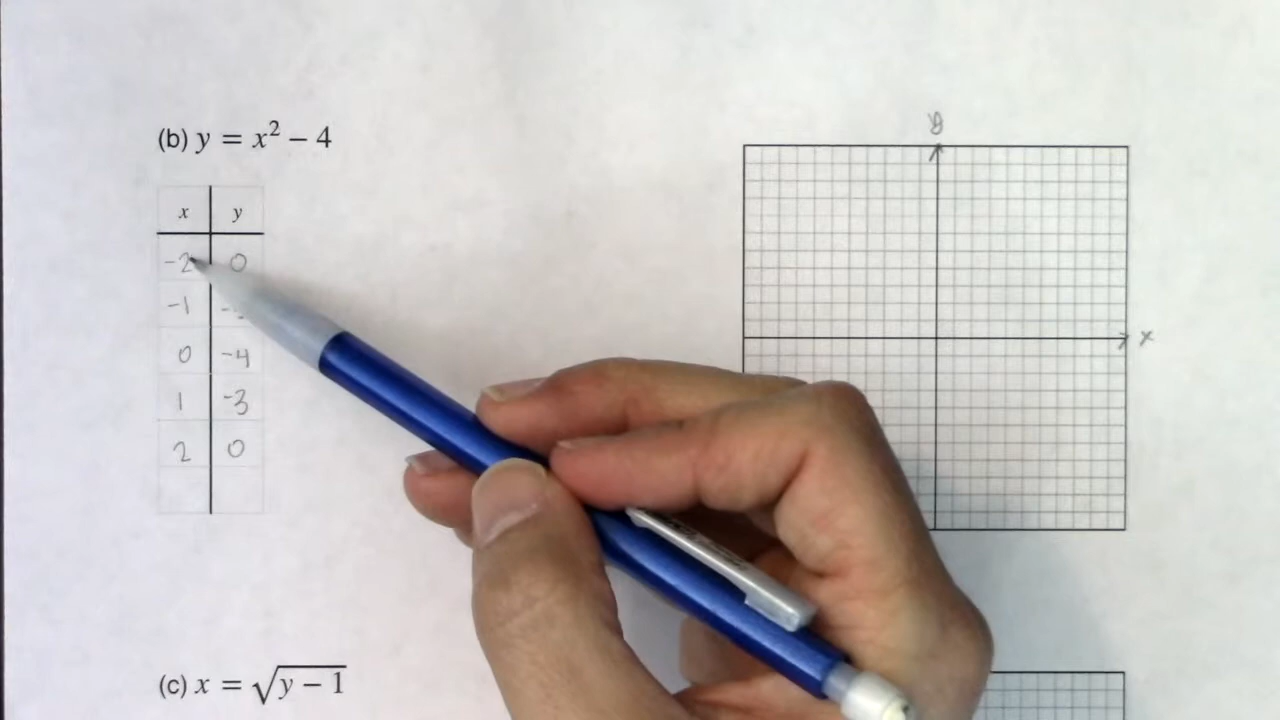 y
(b) y = x² – 4
x y
-2 0
-1
x
0 -4
1 -3
2 0
(c) x = √(y – 1)